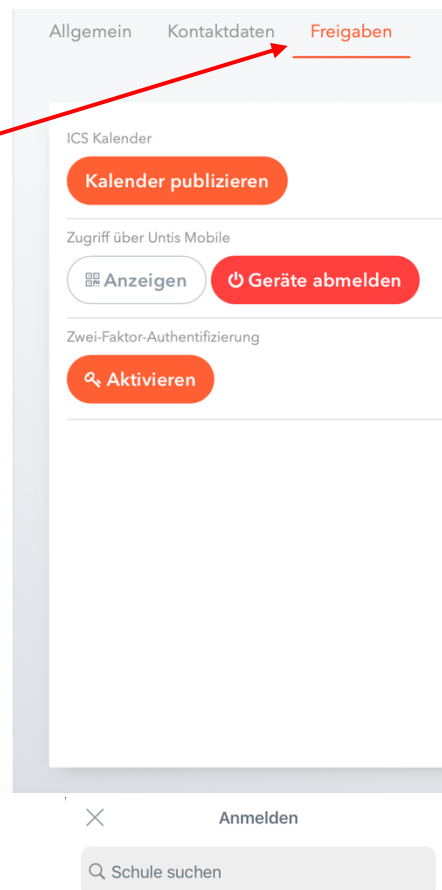 Allgemein Kontaktdaten Freigaben
ICS Kalender
Kalender publizieren
Zugriff über Untis Mobile
Anzeigen Geräte abmelden
Zwei-Faktor-Authentifizierung
Aktivieren
Anmelden
Schule suchen